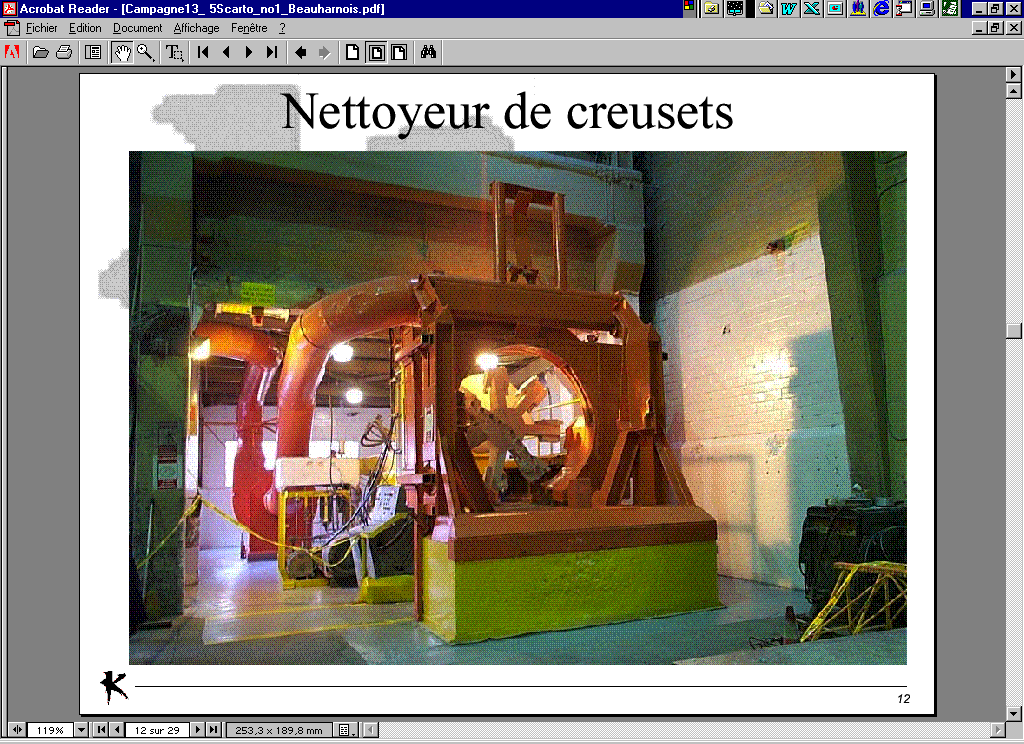 Acrobat Reader - [Campagne13_ 5Scarto_no1_Beauharnois.pdf]
Fichier Edition Document Affichage Fenêtre ?
Nettoyeur de creusets
12
119% 12 sur 29 253,3 x 189,8 mm